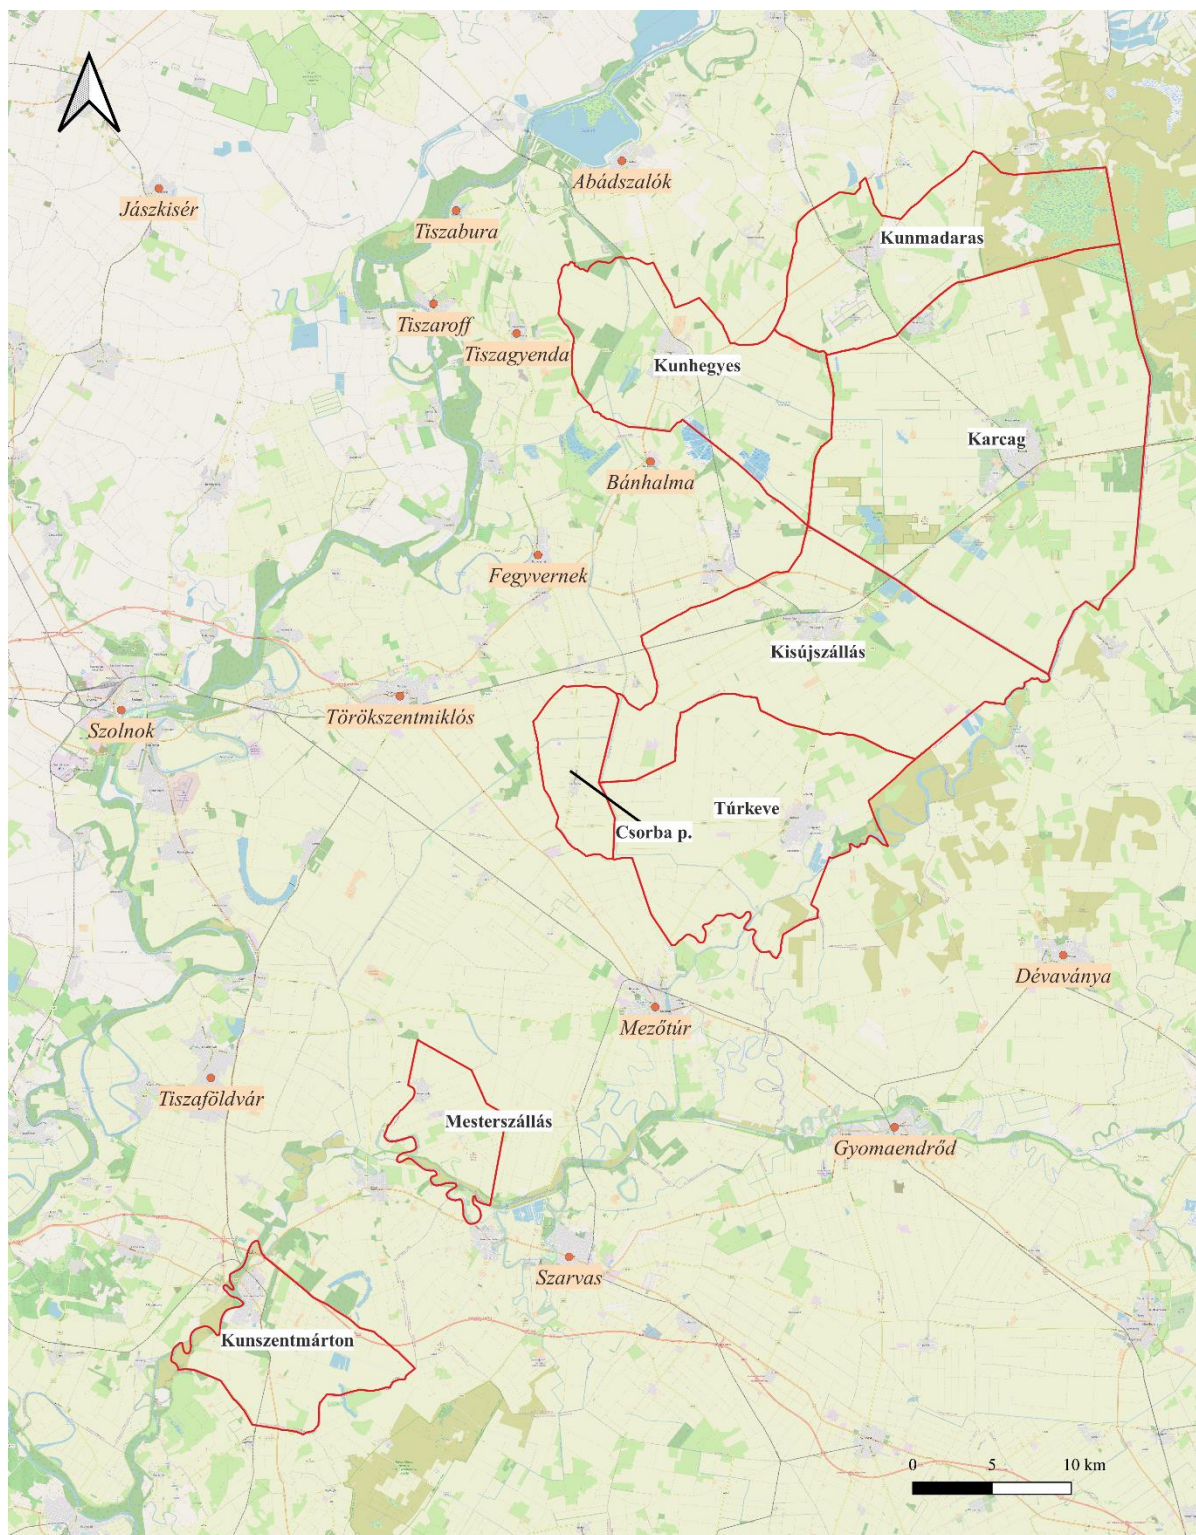 Abádszalók
Jászkisér
Tiszabura
Kunmadaras
Tiszaroff
Tiszagyenda
Kunhegyes
Karcag
Bánhalma
Fegyvernek
Kisújszállás
Szolnok
Törökszentmiklós
Túrkeve
Csorba p.
Dévaványa
Mezőtúr
Tiszaföldvár
Mesterszállás
Gyomaendrőd
Szarvas
Kunszentmárton
0 5 10 km